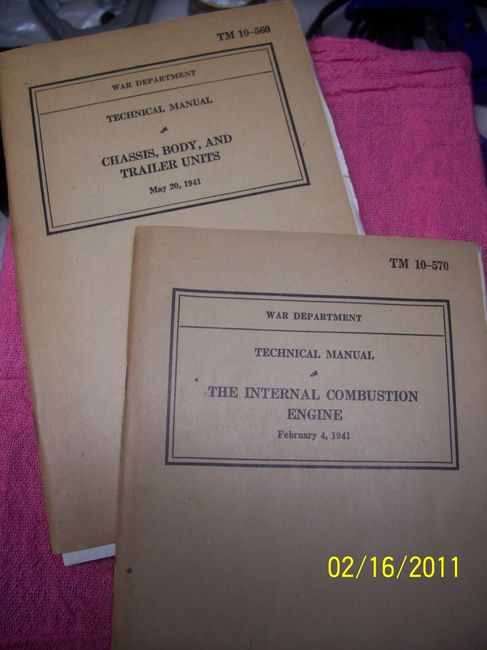 TM 10-560
WAR DEPARTMENT
TECHNICAL MANUAL
CHASSIS, BODY, AND
TRAILER UNITS
May 20, 1941
TM 10-570
WAR DEPARTMENT
TECHNICAL MANUAL
THE INTERNAL COMBUSTION
ENGINE
February 4, 1941
02/16/2011